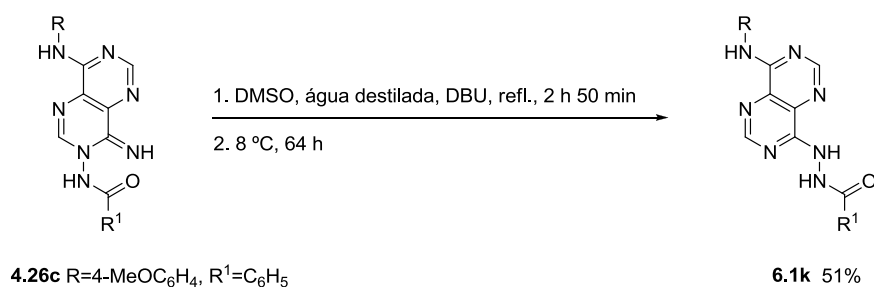 R
HN
N
N
N
N
NH
HN
O
R¹
1. DMSO, água destilada, DBU, refl., 2 h 50 min
2. 8 ºC, 64 h
R
HN
N
N
N
N
NH
NH
O
R¹
4.26c R=4-MeOC₆H₄, R¹=C₆H₅
6.1k 51%